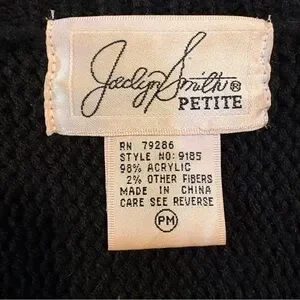 Jaclyn Smith®
PETITE
RN 79286
STYLE NO: 9185
98% ACRYLIC
2% OTHER FIBERS
MADE IN CHINA
CARE SEE REVERSE
PM